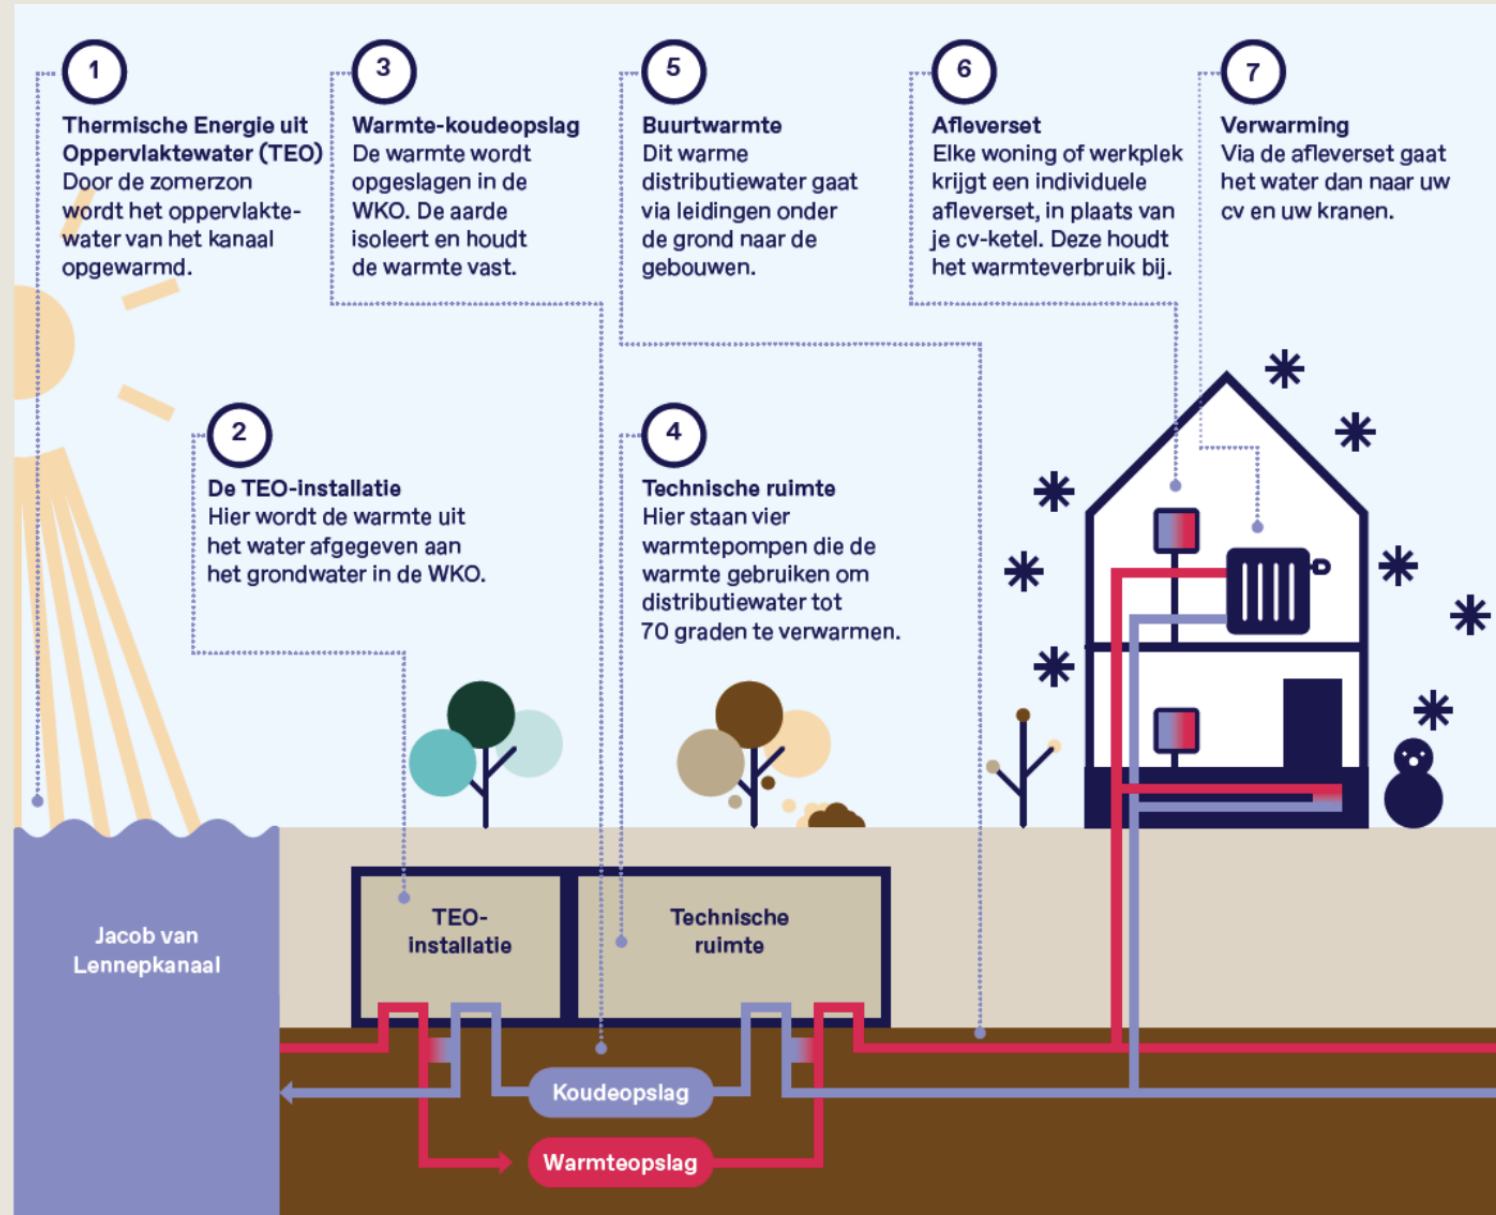 1
Thermische Energie uit
Oppervlaktewater (TEO)
Door de zomerzon
wordt het oppervlakte-
water van het kanaal
opgewarmd.
2
De TEO-installatie
Hier wordt de warmte uit
het water afgegeven aan
het grondwater in de WKO.
3
Warmte-koudeopslag
De warmte wordt
opgeslagen in de
WKO. De aarde
isoleert en houdt
de warmte vast.
4
Technische ruimte
Hier staan vier
warmtepompen die de
warmte gebruiken om
distributiewater tot
70 graden te verwarmen.
5
Buurtwarmte
Dit warme
distributiewater gaat
via leidingen onder
de grond naar de
gebouwen.
6
Afleverset
Elke woning of werkplek
krijgt een individuele
afleverset, in plaats van
je cv-ketel. Deze houdt
het warmteverbruik bij.
7
Verwarming
Via de afleverset gaat
het water dan naar uw
cv en uw kranen.
Jacob van
Lennepkanaal
TEO-
installatie
Technische
ruimte
Koudeopslag
Warmteopslag